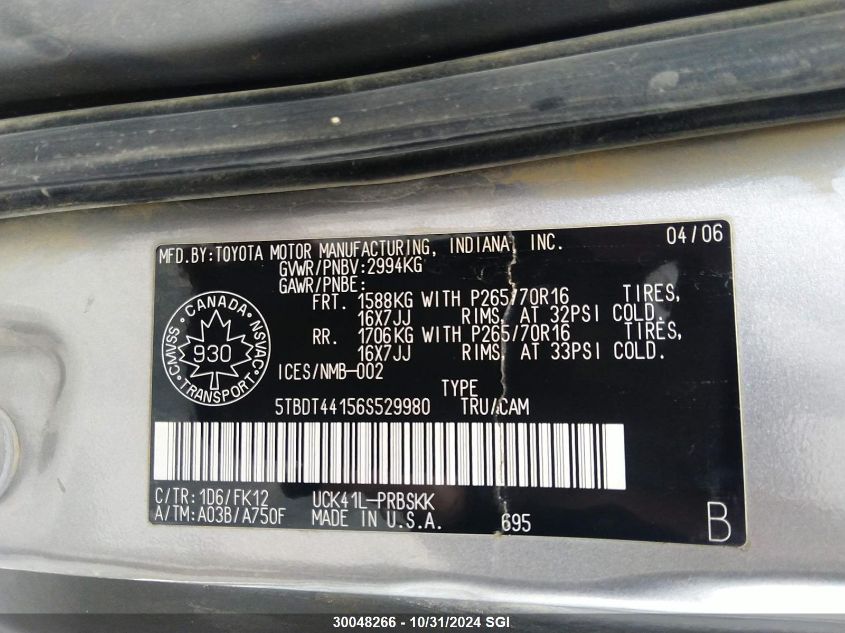 MFD.BY:TOYOTA MOTOR MANUFACTURING, INDIANA, INC. 04/06
GVWR/PNBV:2994KG
GAWR/PNBE:
FRT. 1588KG WITH P265/70R16 TIRES,
16X7JJ RIMS, AT 32PSI COLD.
RR. 1706KG WITH P265/70R16 TIRES,
16X7JJ RIMS, AT 33PSI COLD.
CANADA
CMVSS 930 NSVAC
TRANSPORT
ICES/NMB-002
TYPE
5TBDT44156S529980 TRU/CAM
C/TR: 1D6/FK12 UCK41L-PRBSKK
A/TM: A03B/A750F MADE IN U.S.A. 695 B
30048266 - 10/31/2024 SGI